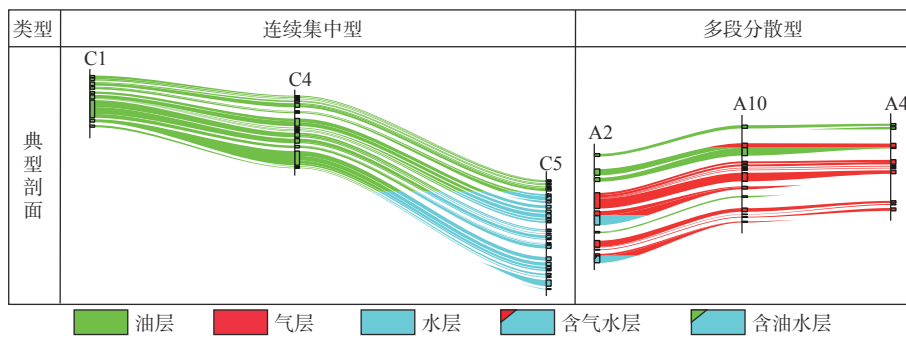 类型 连续集中型 多段分散型
典型剖面
C1
C4
C5
A2
A10
A4
油层 气层 水层 含气水层 含油水层